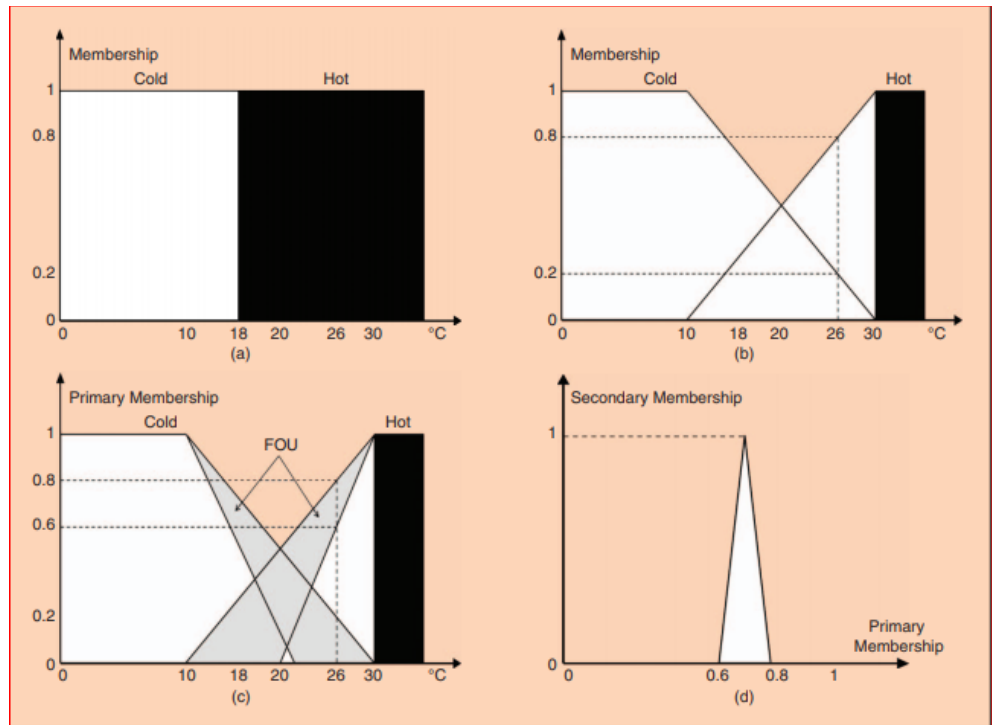 Membership
Cold Hot
1
0.8
0.2
0
0 10 18 20 26 30 °C
(a)
Membership
Cold Hot
1
0.8
0.2
0
0 10 18 20 26 30 °C
(b)
Primary Membership
Cold Hot
FOU
1
0.8
0.6
0.2
0
0 10 18 20 26 30 °C
(c)
Secondary Membership
1
Primary
Membership
0
0 0.6 0.8 1
(d)